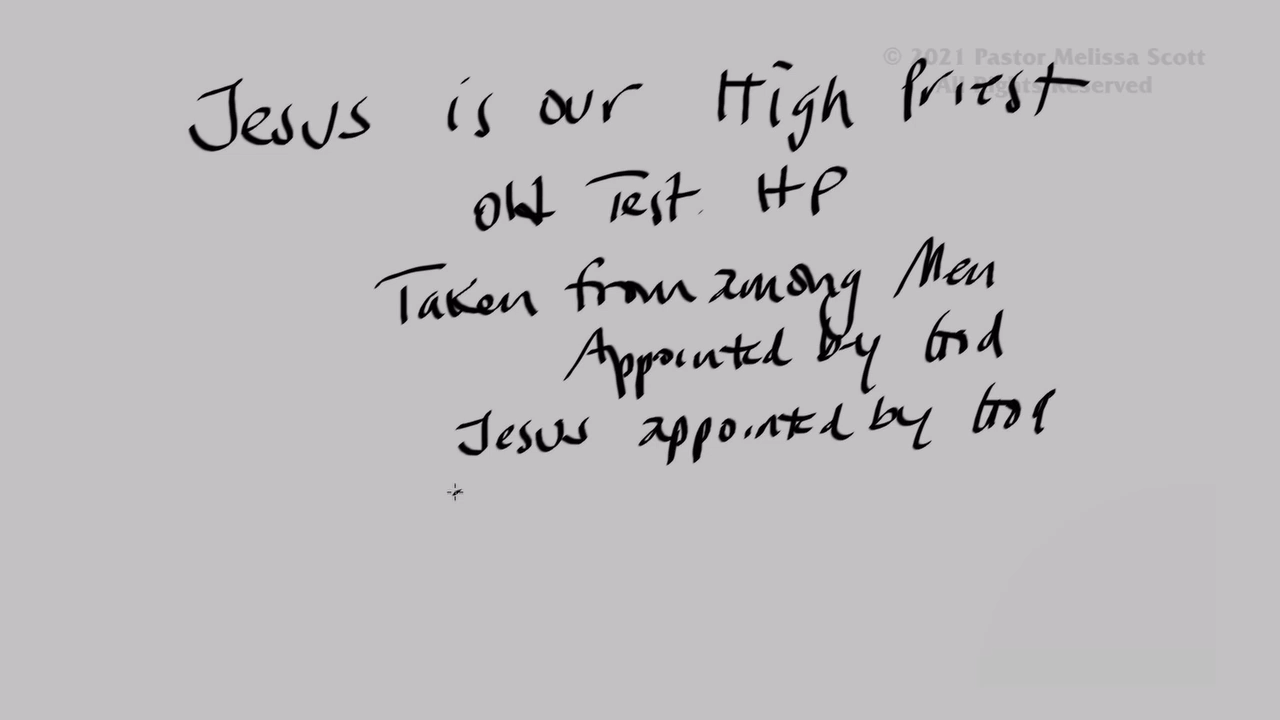 © 2021 Pastor Melissa Scott
All Rights Reserved
Jesus is our High Priest
Old Test. HP
Taken from among Men
Appointed by God
Jesus appointed by God